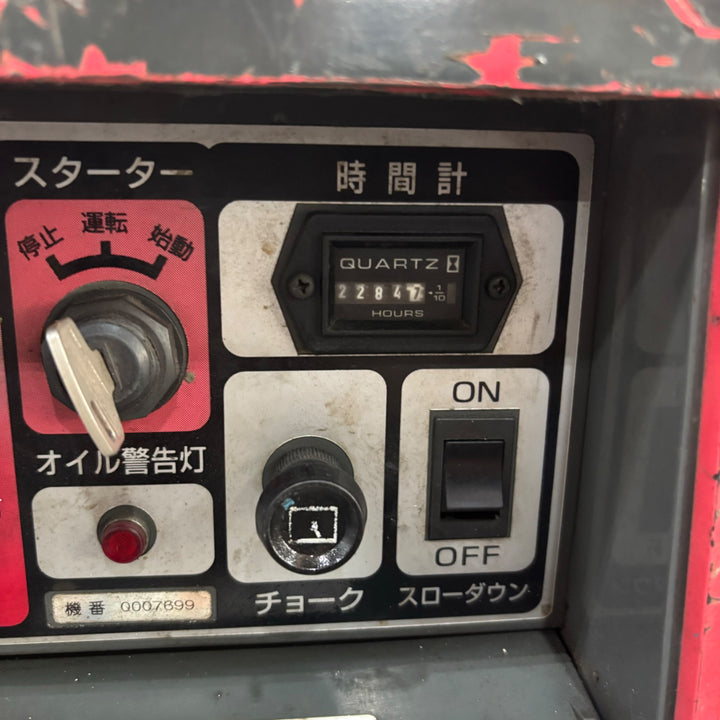 スターター
停止 運転 始動
時間計
QUARTZ
22847 1/10
HOURS
ON
OFF
オイル警告灯
機番 0007699
チョーク
スローダウン